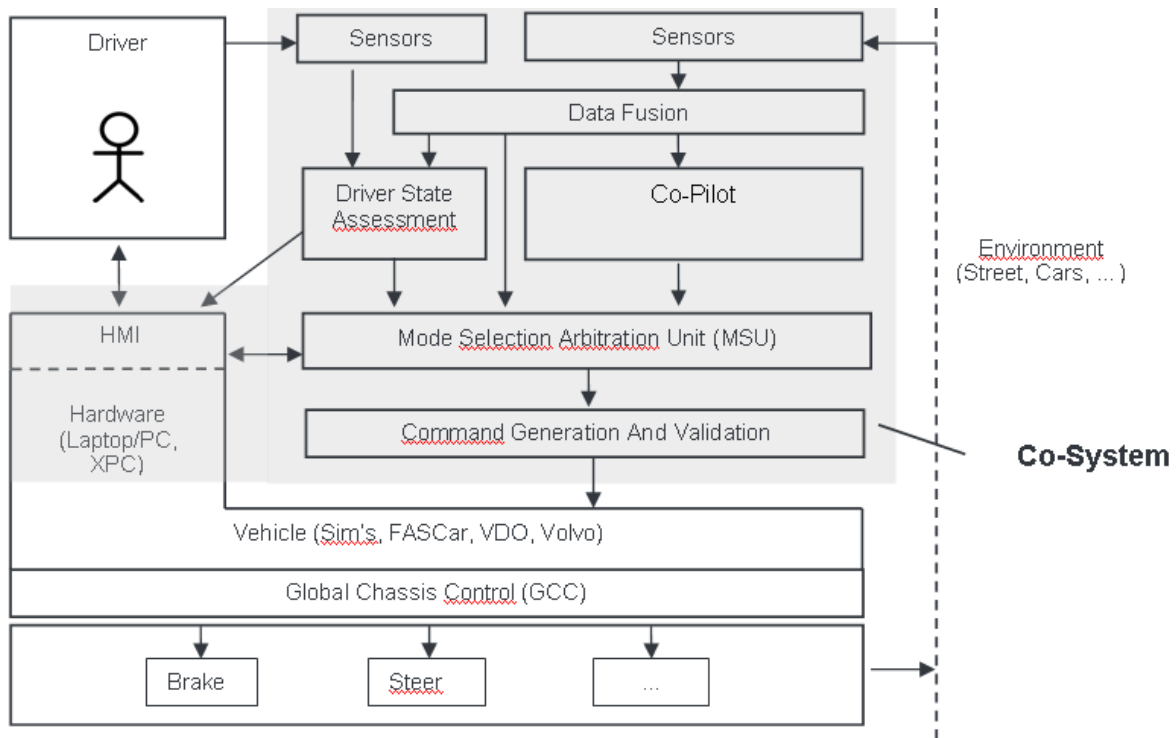 Driver
Sensors
Sensors
Data Fusion
Driver State
Assessment
Co-Pilot
Environment
(Street, Cars, ... )
HMI
Mode Selection Arbitration Unit (MSU)
Hardware
(Laptop/PC,
XPC)
Command Generation And Validation
Co-System
Vehicle (Sim's, FASCar, VDO, Volvo)
Global Chassis Control (GCC)
Brake
Steer
...